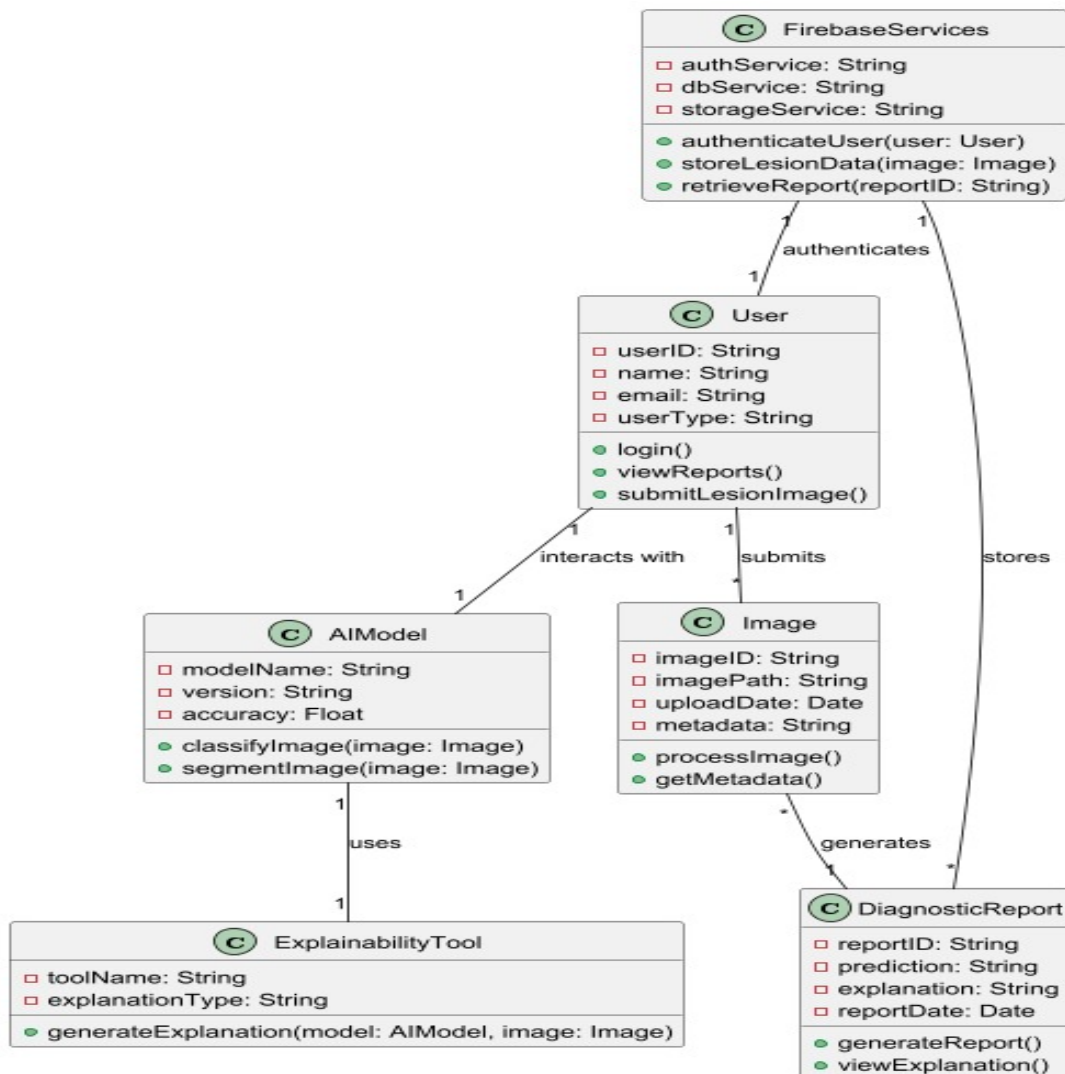 C FirebaseServices
authService: String
dbService: String
storageService: String
authenticateUser(user: User)
storeLesionData(image: Image)
retrieveReport(reportID: String)
1
1
authenticates
1
C User
userID: String
name: String
email: String
userType: String
login()
viewReports()
submitLesionImage()
1
1
interacts with
submits
stores
1
*
C AIModel
modelName: String
version: String
accuracy: Float
classifyImage(image: Image)
segmentImage(image: Image)
C Image
imageID: String
imagePath: String
uploadDate: Date
metadata: String
processImage()
getMetadata()
1
*
uses
generates
1
1
*
C ExplainabilityTool
toolName: String
explanationType: String
generateExplanation(model: AIModel, image: Image)
C DiagnosticReport
reportID: String
prediction: String
explanation: String
reportDate: Date
generateReport()
viewExplanation()